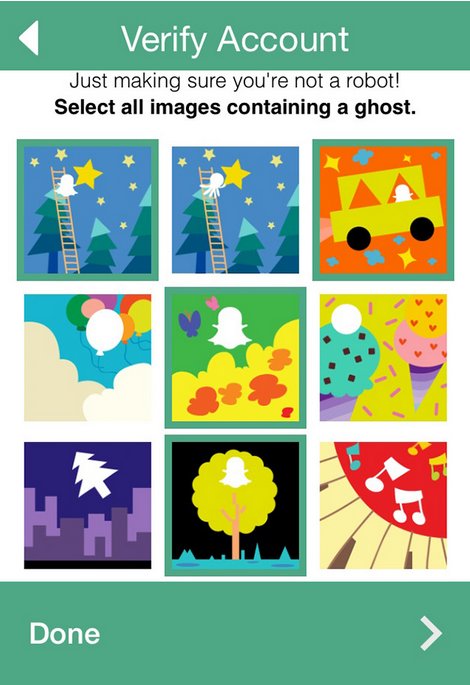 Verify Account
Just making sure you're not a robot!
Select all images containing a ghost.
Done